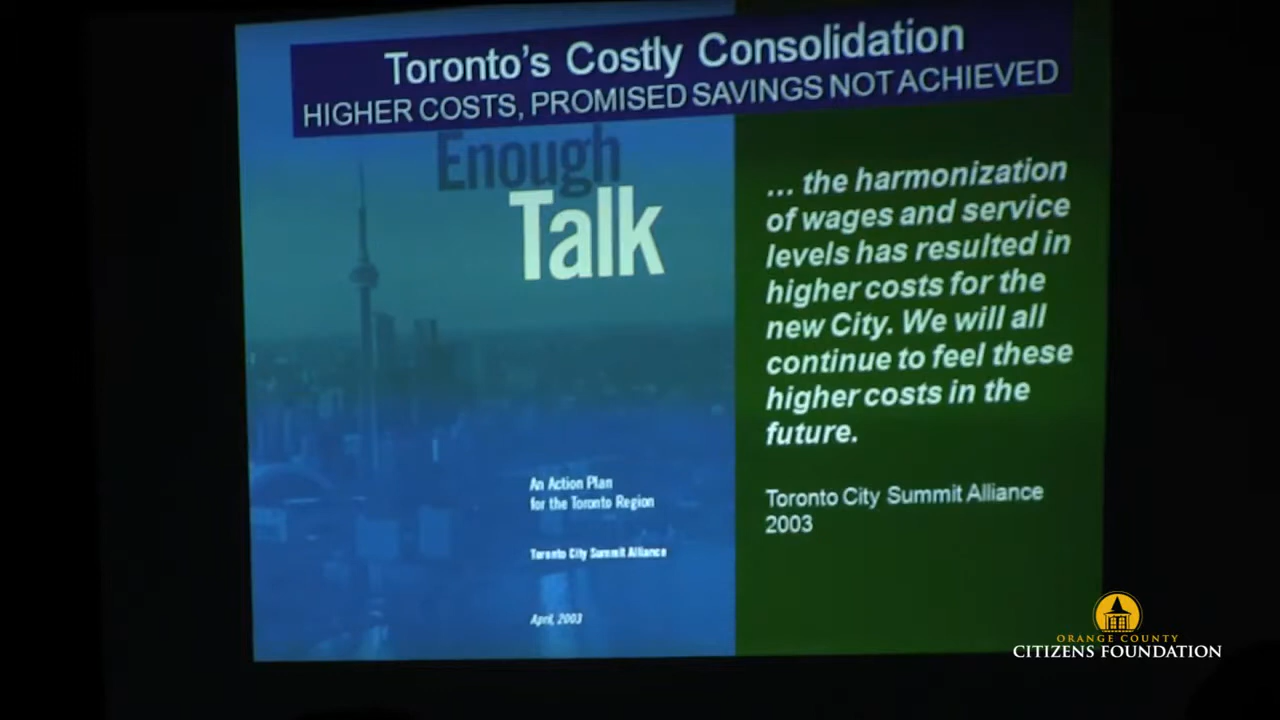 Toronto's Costly Consolidation
HIGHER COSTS, PROMISED SAVINGS NOT ACHIEVED
Enough
Talk
An Action Plan
for the Toronto Region
Toronto City Summit Alliance
April, 2003
... the harmonization
of wages and service
levels has resulted in
higher costs for the
new City. We will all
continue to feel these
higher costs in the
future.
Toronto City Summit Alliance
2003
ORANGE COUNTY
CITIZENS FOUNDATION